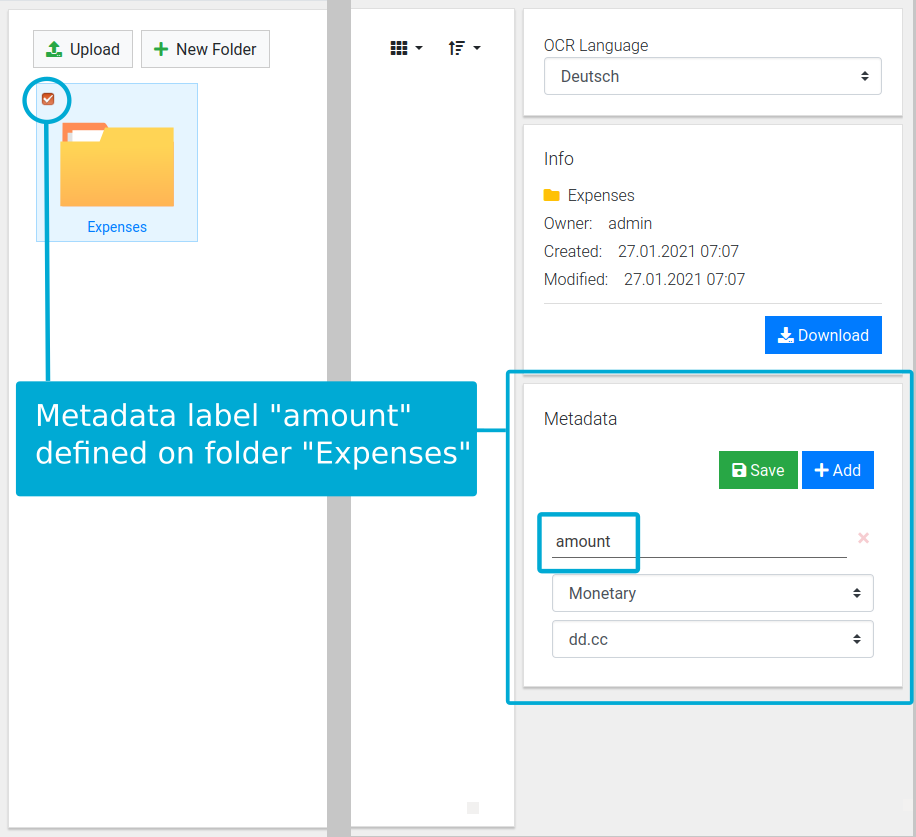 Upload
New Folder
Expenses
Metadata label "amount"
defined on folder "Expenses"
OCR Language
Deutsch
Info
Expenses
Owner: admin
Created: 27.01.2021 07:07
Modified: 27.01.2021 07:07
Download
Metadata
Save
Add
amount
Monetary
dd.cc